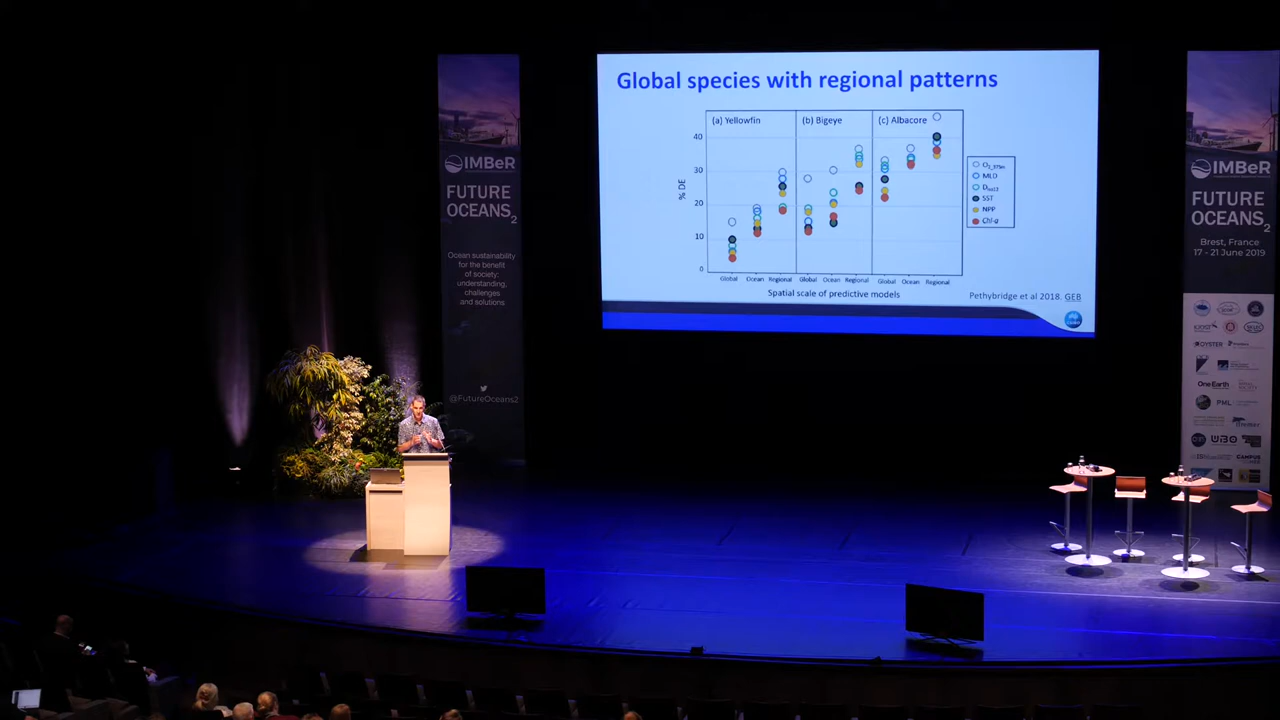 IMBeR
FUTURE
OCEANS2
Ocean sustainability
for the benefit
of society:
understanding,
challenges
and solutions
@FutureOceans2
Global species with regional patterns
(a) Yellowfin
(b) Bigeye
(c) Albacore
% DE
40
30
20
10
0
Global Ocean Regional
Global Ocean Regional
Global Ocean Regional
Spatial scale of predictive models
MLD
SST
NPP
Chl-a
Pethybridge et al 2018. GEB
IMBeR
FUTURE
OCEANS2
Brest, France
17 - 21 June 2019
OYSTER
One Earth
PML
UBO
CAMPUS